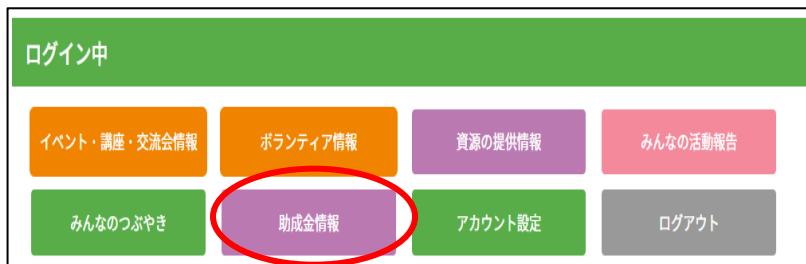 ログイン中
イベント・講座・交流会情報
ボランティア情報
資源の提供情報
みんなの活動報告
みんなのつぶやき
助成金情報
アカウント設定
ログアウト